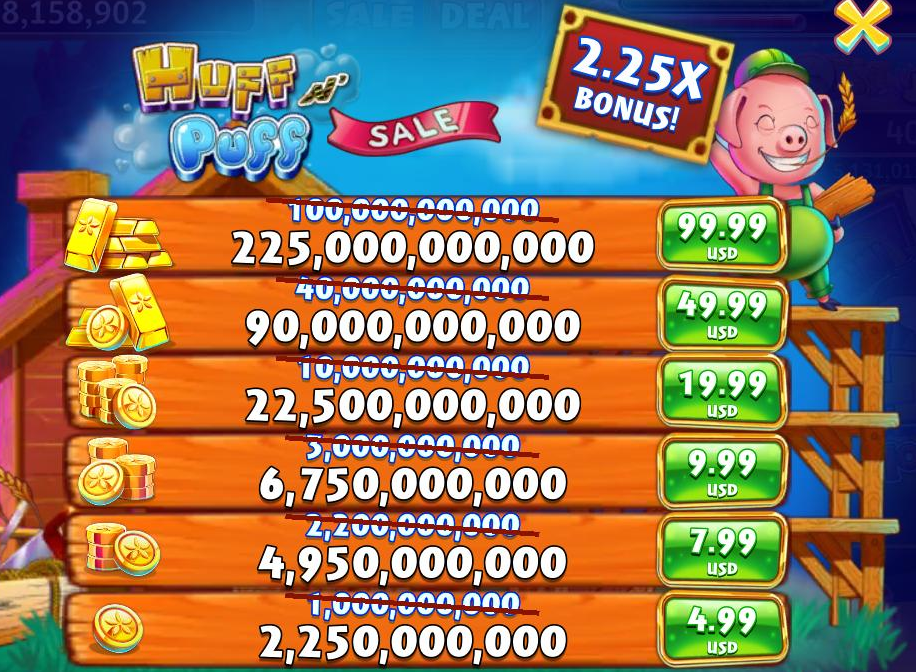 8,158,902
SALE DEAL
HUFF N'
PUFF
SALE
2.25X
BONUS!
100,000,000,000
225,000,000,000
99.99
USD
40,000,000,000
90,000,000,000
49.99
USD
10,000,000,000
22,500,000,000
19.99
USD
3,000,000,000
6,750,000,000
9.99
USD
2,200,000,000
4,950,000,000
7.99
USD
1,000,000,000
2,250,000,000
4.99
USD